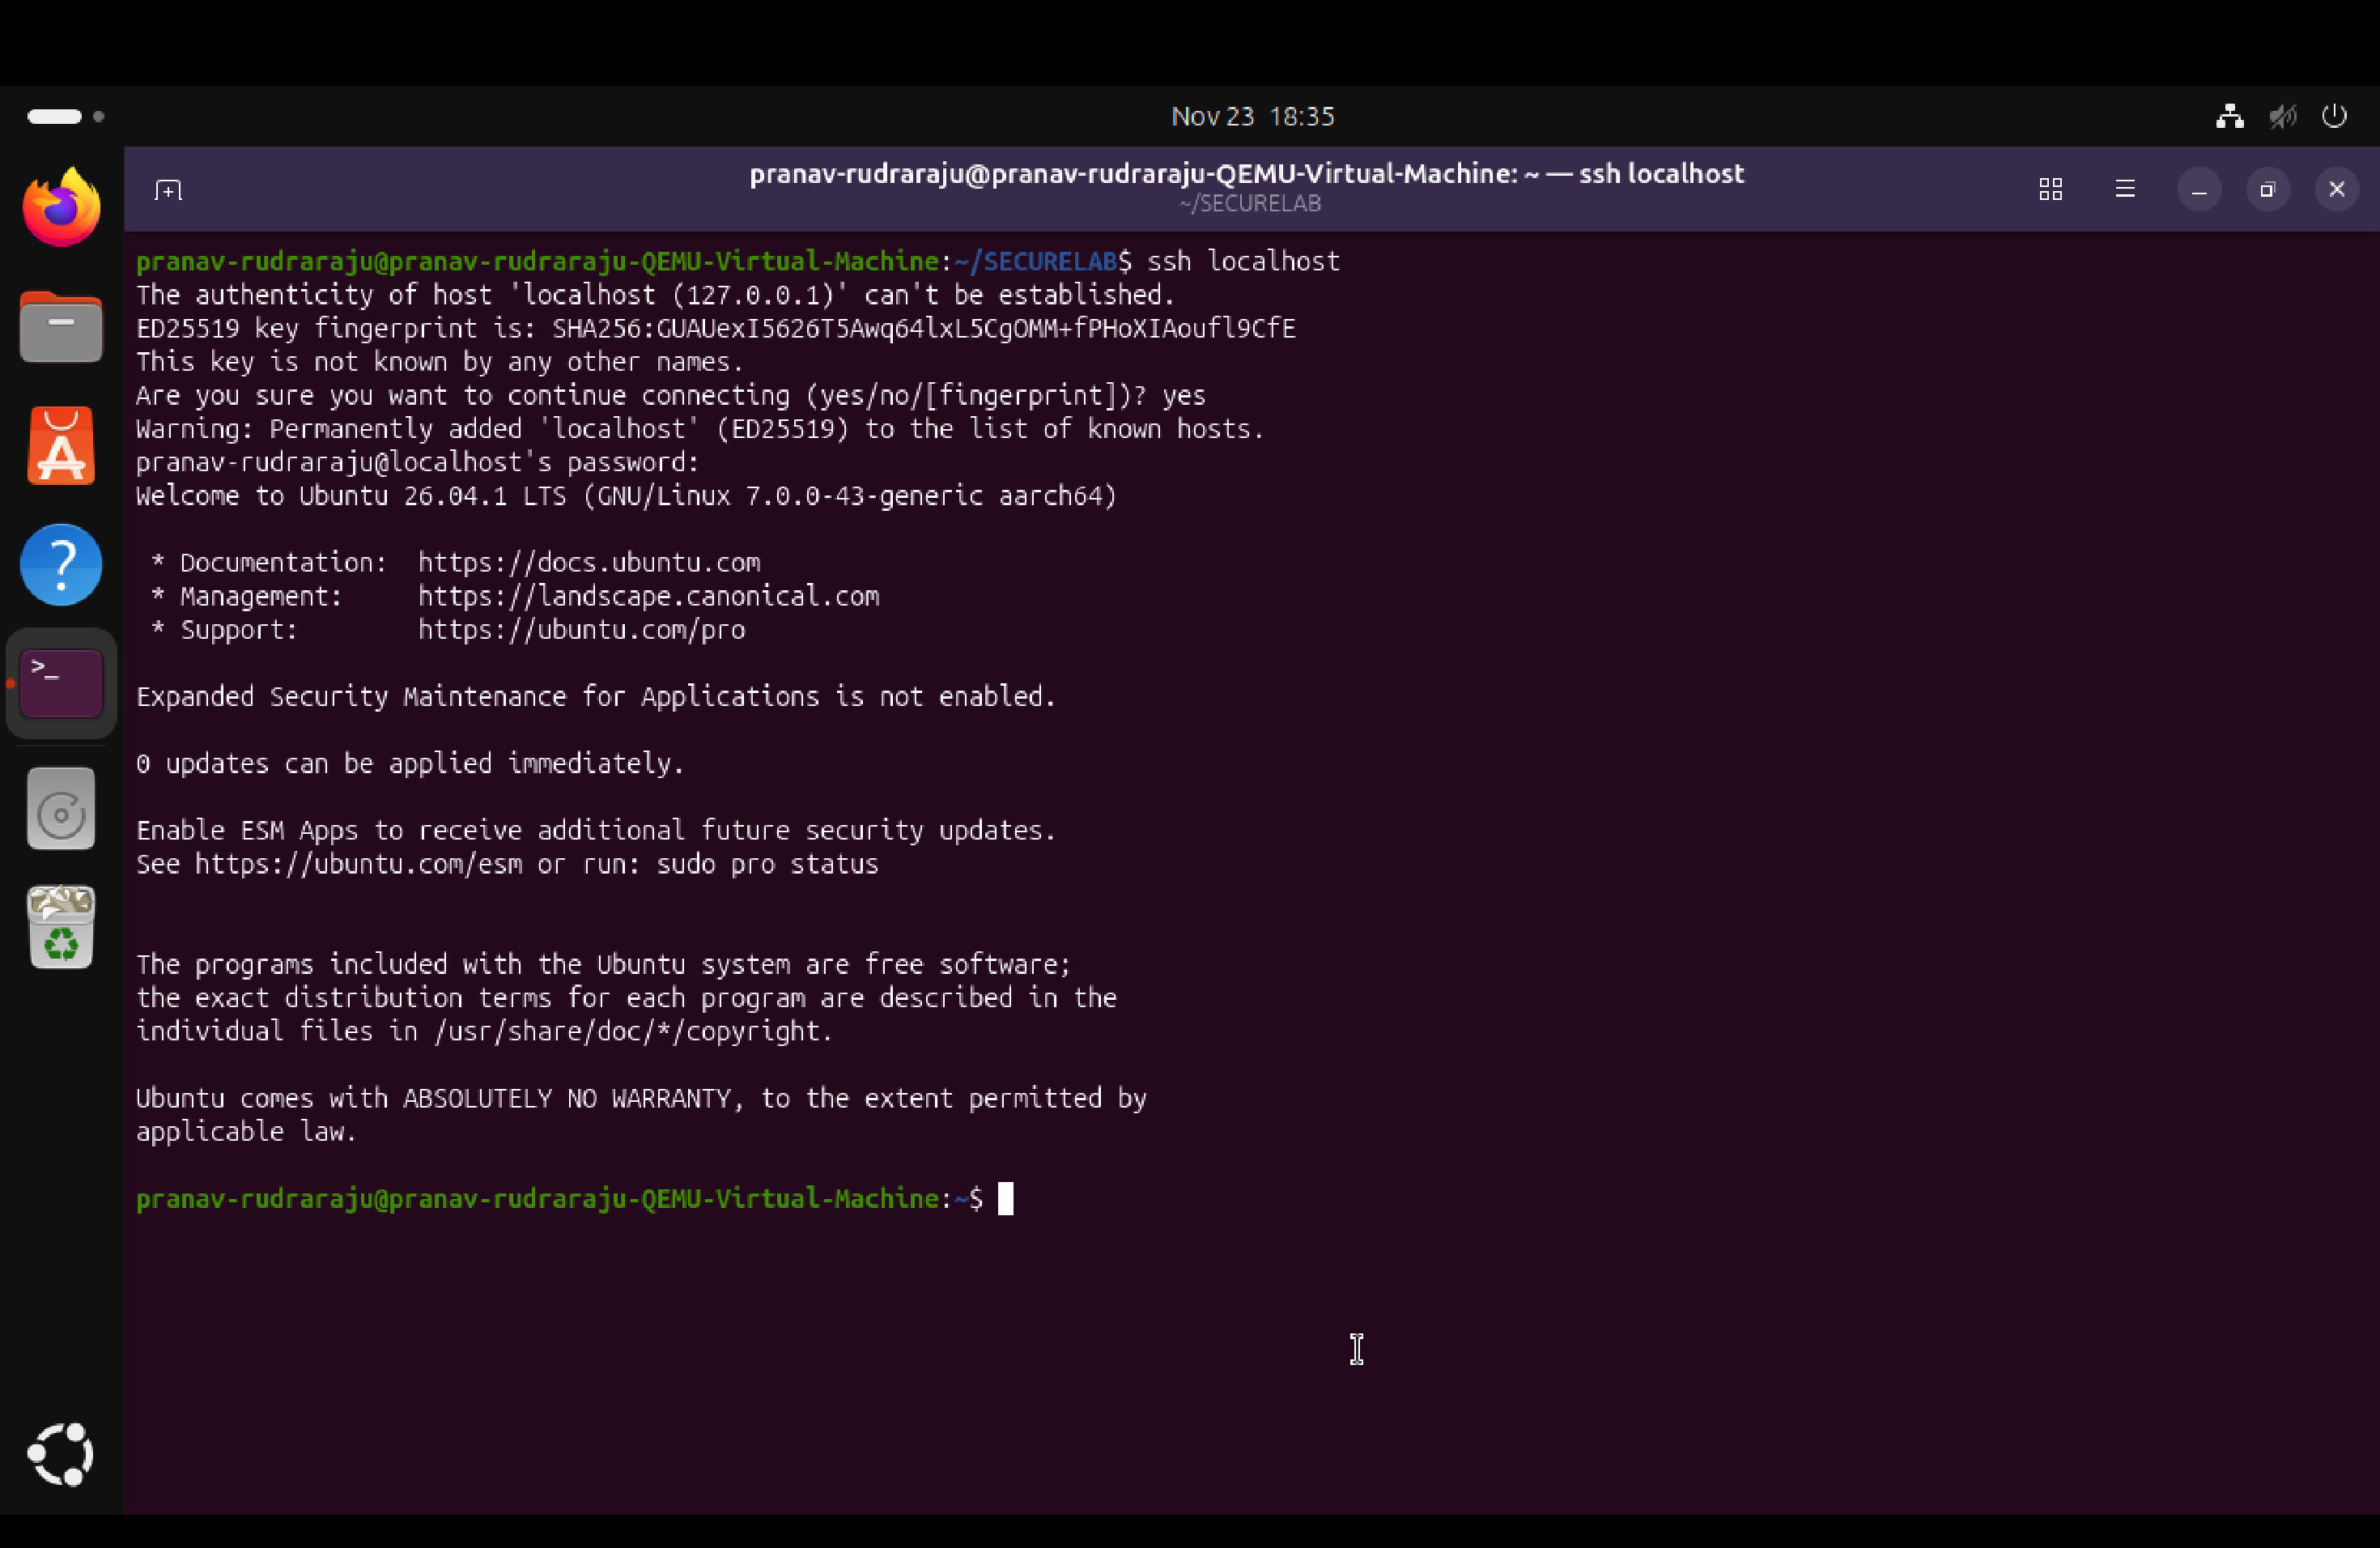 Nov 23 18:35
pranav-rudraraju@pranav-rudraraju-QEMU-Virtual-Machine: ~ — ssh localhost
~/SECURELAB
pranav-rudraraju@pranav-rudraraju-QEMU-Virtual-Machine:~/SECURELAB$ ssh localhost
The authenticity of host 'localhost (127.0.0.1)' can't be established.
ED25519 key fingerprint is: SHA256:GUAUexI5626T5Awq64lxL5CgOMM+fPHoXIAoufl9CfE
This key is not known by any other names.
Are you sure you want to continue connecting (yes/no/[fingerprint])? yes
Warning: Permanently added 'localhost' (ED25519) to the list of known hosts.
pranav-rudraraju@localhost's password:
Welcome to Ubuntu 26.04.1 LTS (GNU/Linux 7.0.0-43-generic aarch64)
 * Documentation:  https://docs.ubuntu.com
 * Management:     https://landscape.canonical.com
 * Support:        https://ubuntu.com/pro
Expanded Security Maintenance for Applications is not enabled.
0 updates can be applied immediately.
Enable ESM Apps to receive additional future security updates.
See https://ubuntu.com/esm or run: sudo pro status
The programs included with the Ubuntu system are free software;
the exact distribution terms for each program are described in the
individual files in /usr/share/doc/*/copyright.
Ubuntu comes with ABSOLUTELY NO WARRANTY, to the extent permitted by
applicable law.
pranav-rudraraju@pranav-rudraraju-QEMU-Virtual-Machine:~$